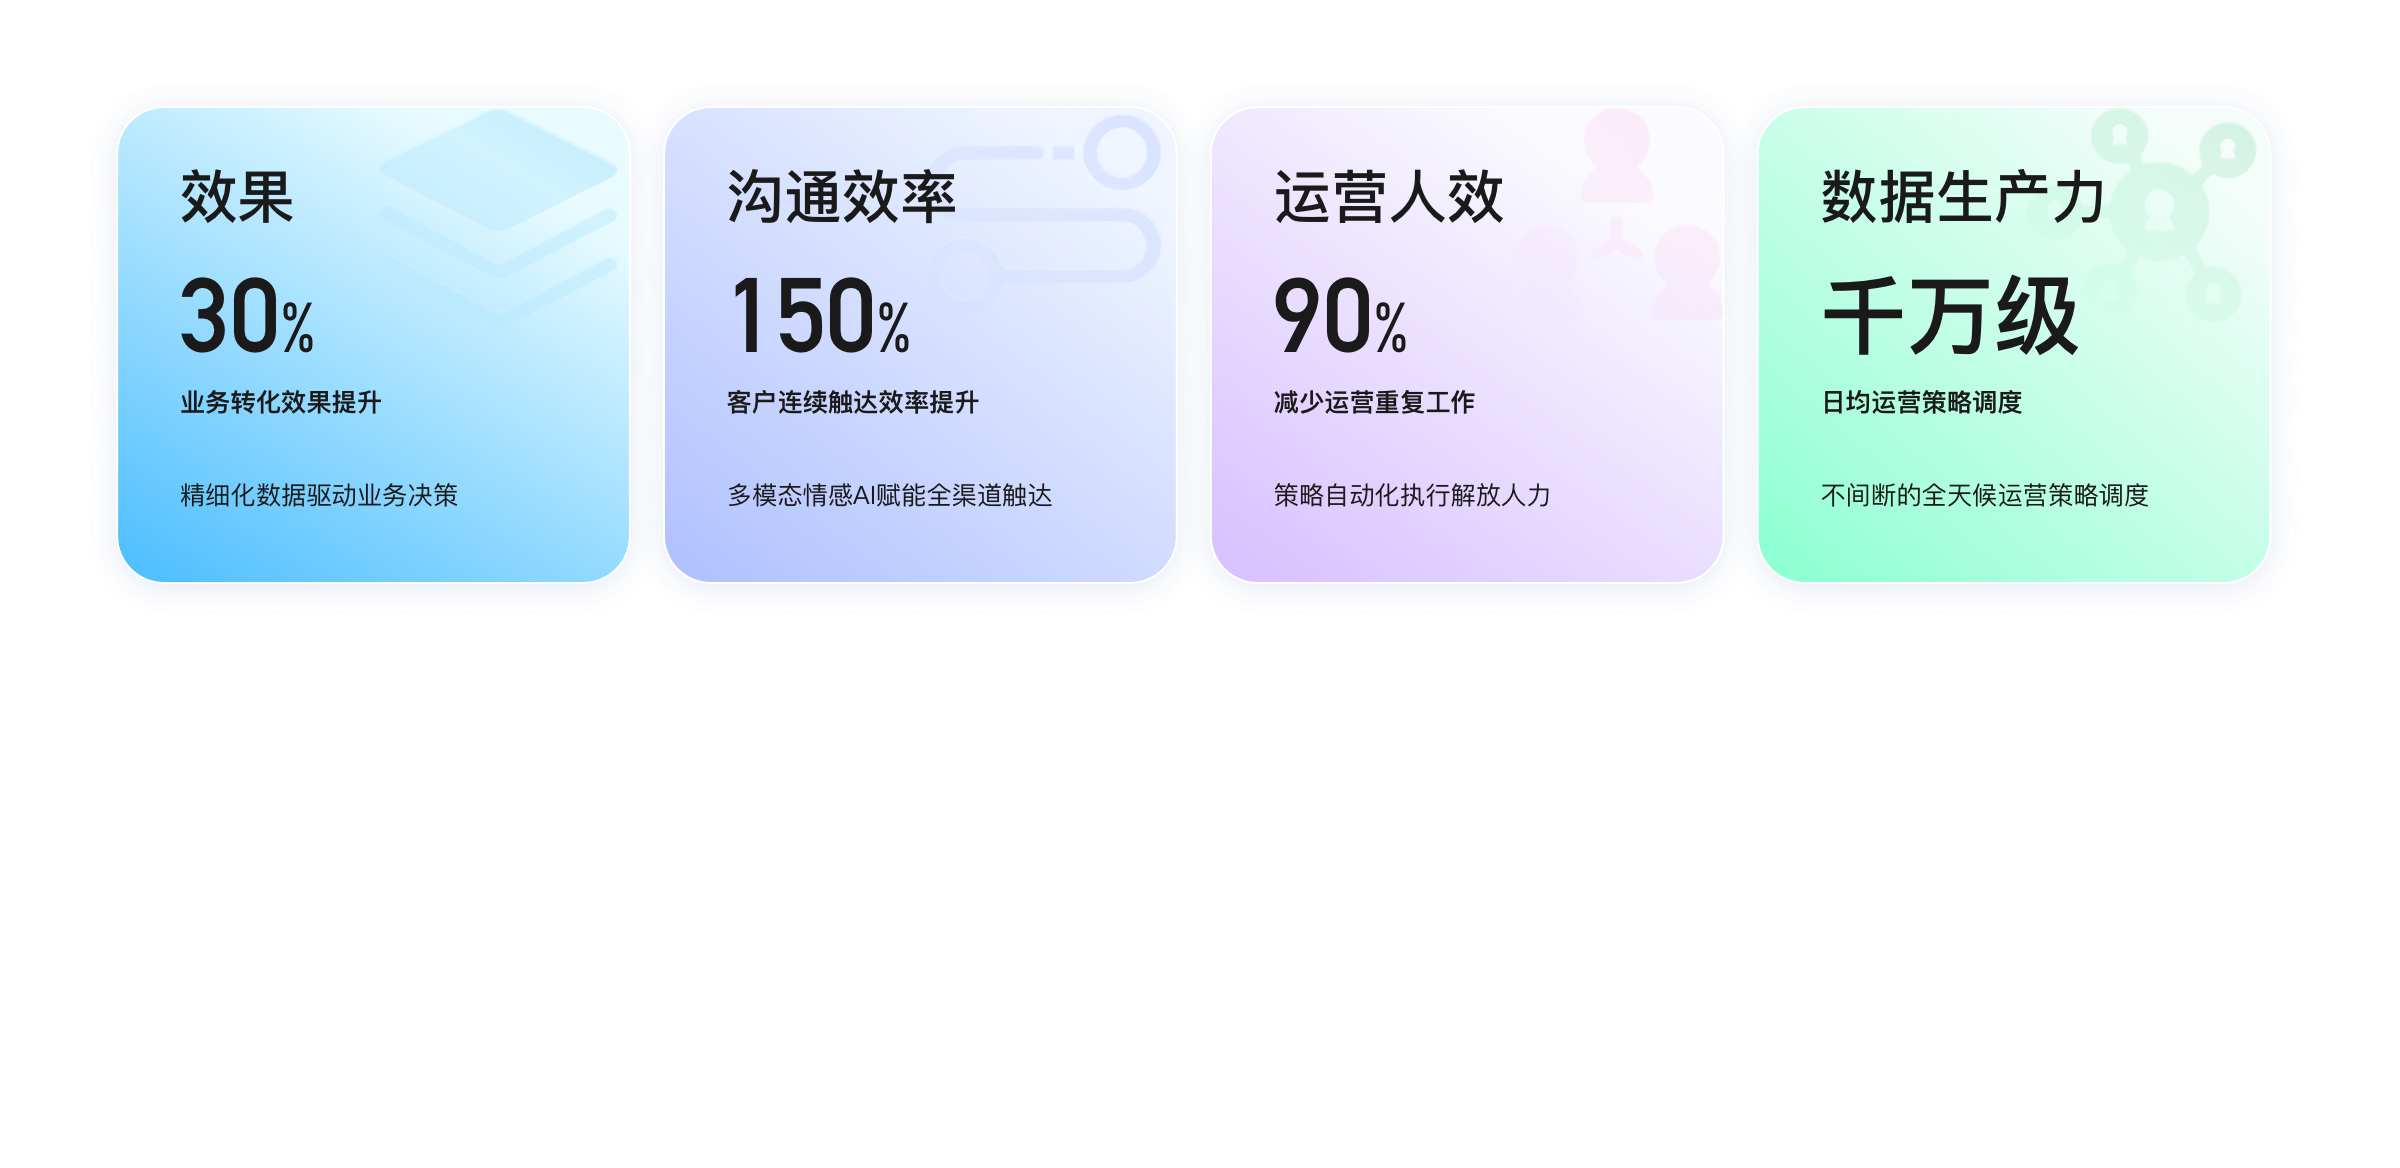 效果
30%
业务转化效果提升
精细化数据驱动业务决策
沟通效率
150%
客户连续触达效率提升
多模态情感AI赋能全渠道触达
运营人效
90%
减少运营重复工作
策略自动化执行解放人力
数据生产力
千万级
日均运营策略调度
不间断的全天候运营策略调度